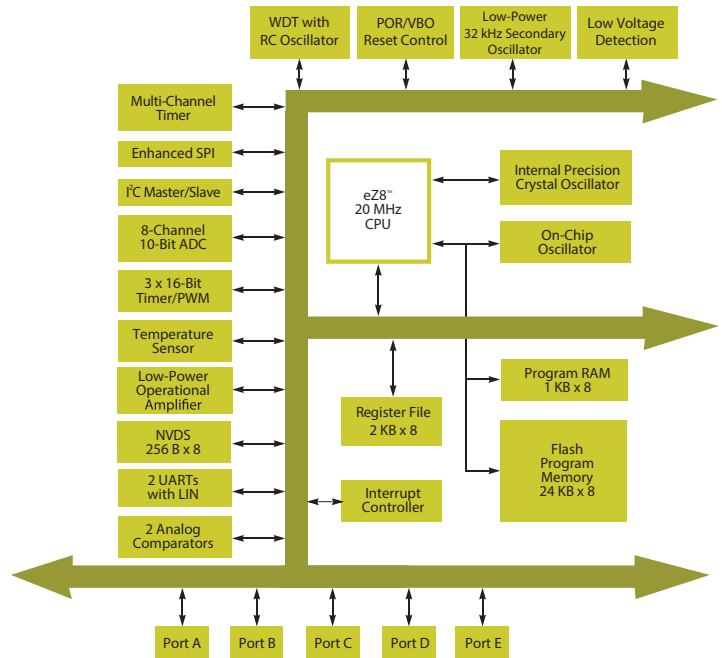 WDT with
RC Oscillator
POR/VBO
Reset Control
Low-Power
32 kHz Secondary
Oscillator
Low Voltage
Detection
Multi-Channel
Timer
Enhanced SPI
I²C Master/Slave
8-Channel
10-Bit ADC
3 x 16-Bit
Timer/PWM
Temperature
Sensor
Low-Power
Operational
Amplifier
NVDS
256 B x 8
2 UARTs
with LIN
2 Analog
Comparators
eZ8™
20 MHz
CPU
Internal Precision
Crystal Oscillator
On-Chip
Oscillator
Register File
2 KB x 8
Program RAM
1 KB x 8
Flash
Program
Memory
24 KB x 8
Interrupt
Controller
Port A
Port B
Port C
Port D
Port E